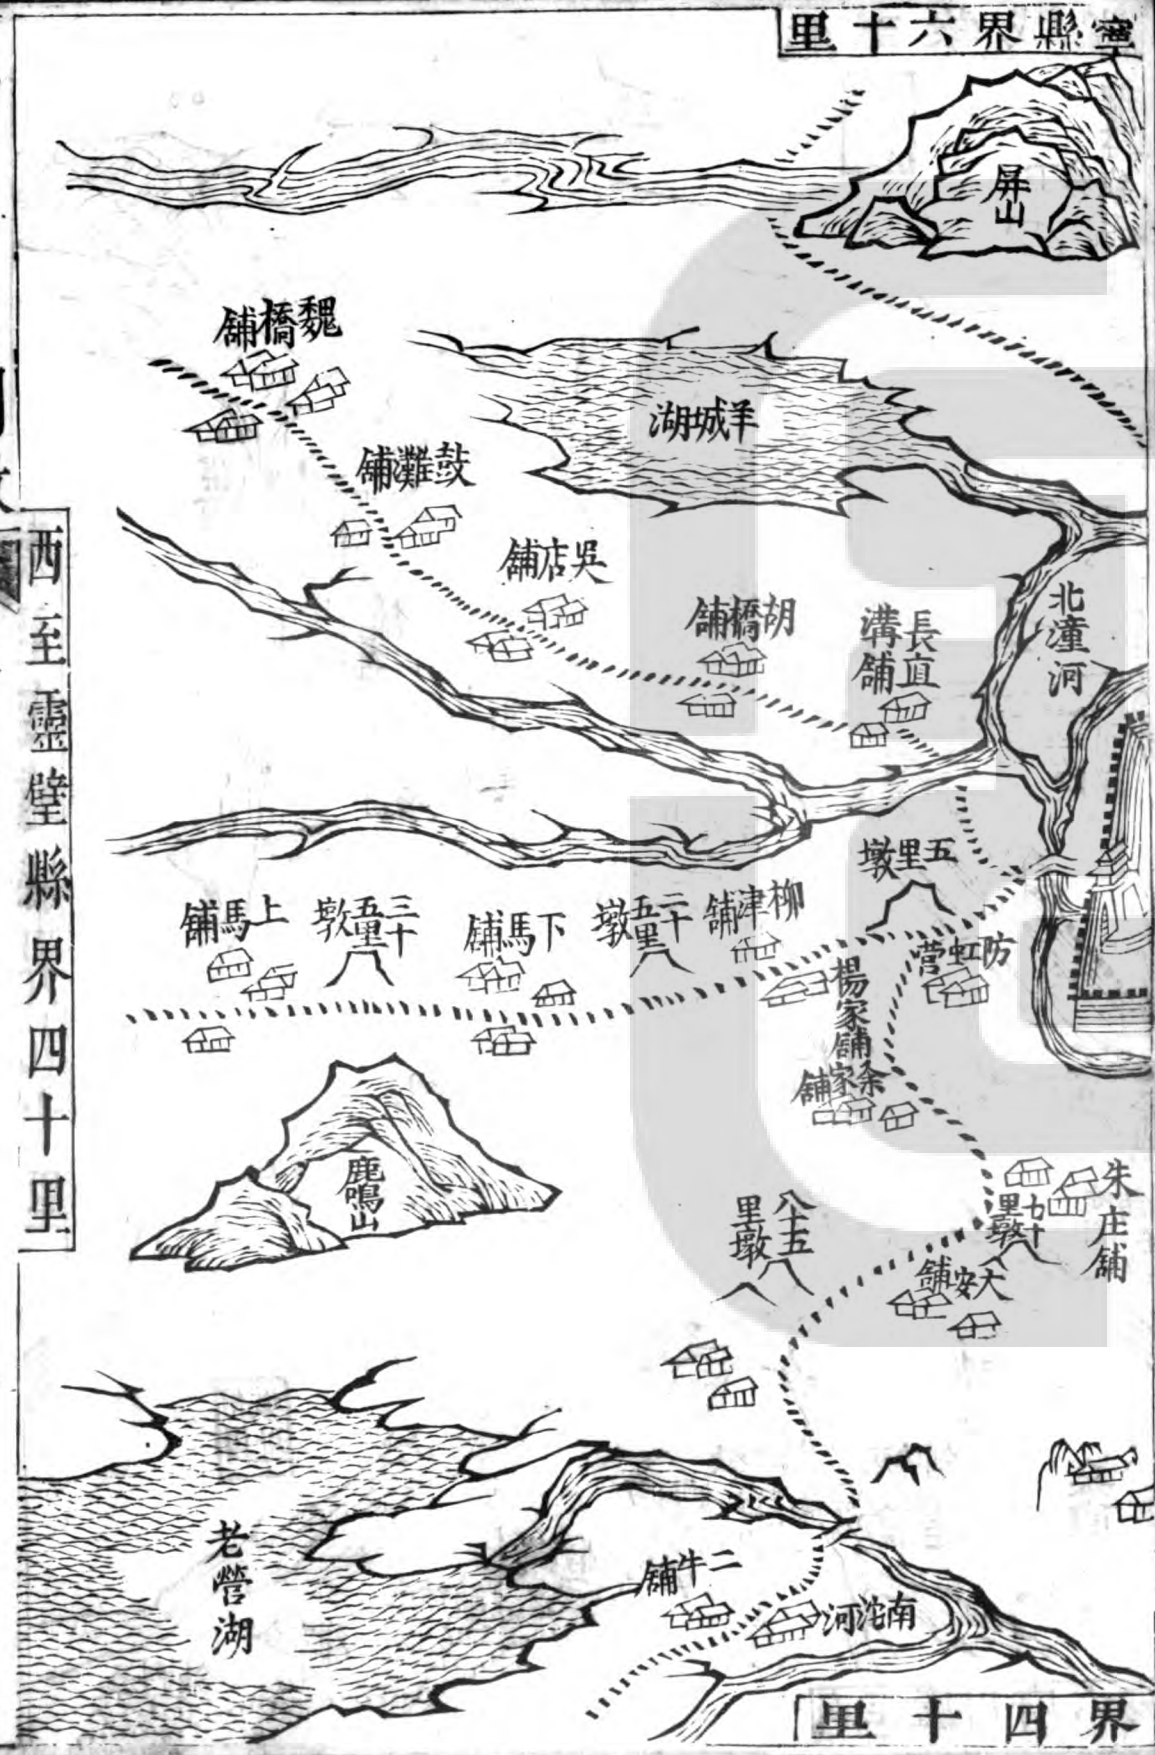 寧縣界六十里
屏山
羊城湖
魏橋舖
鼓灘舖
吳店舖
胡橋舖
長直
溝舖
北潼河
五里墩
防虹營
柳津舖
二十
五里
墩
下馬舖
三十
五里
墩
上馬舖
楊家舖
余家舖
鹿鳴山
朱庄舖
七十
里墩
大安舖
八十五
里墩
老營湖
二牛舖
南沱河
西至靈璧縣界四十里
界四十里